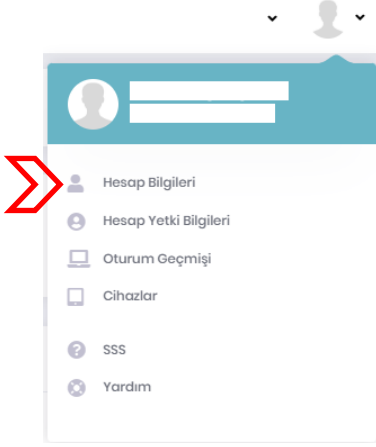 Hesap Bilgileri
Hesap Yetki Bilgileri
Oturum Geçmişi
Cihazlar
SSS
Yardım